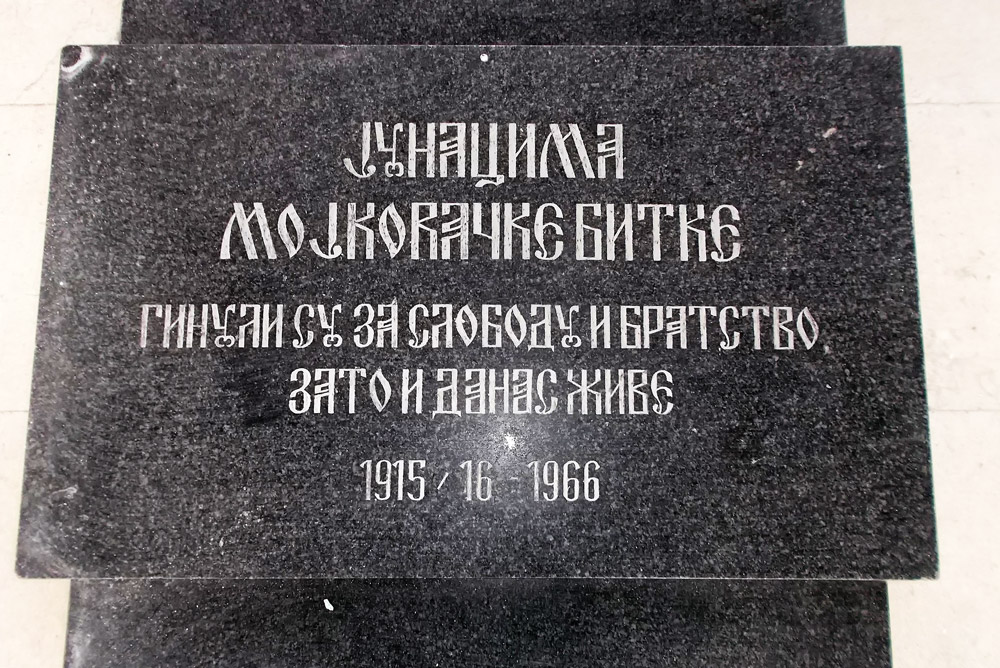 ЈУНАЦИМА
МОЈКОВАЧКЕ БИТКЕ
ГИНУЛИ СУ ЗА СЛОБОДУ И БРАТСТВО,
ЗАТО И ДАНАС ЖИВЕ
1915/16 - 1966